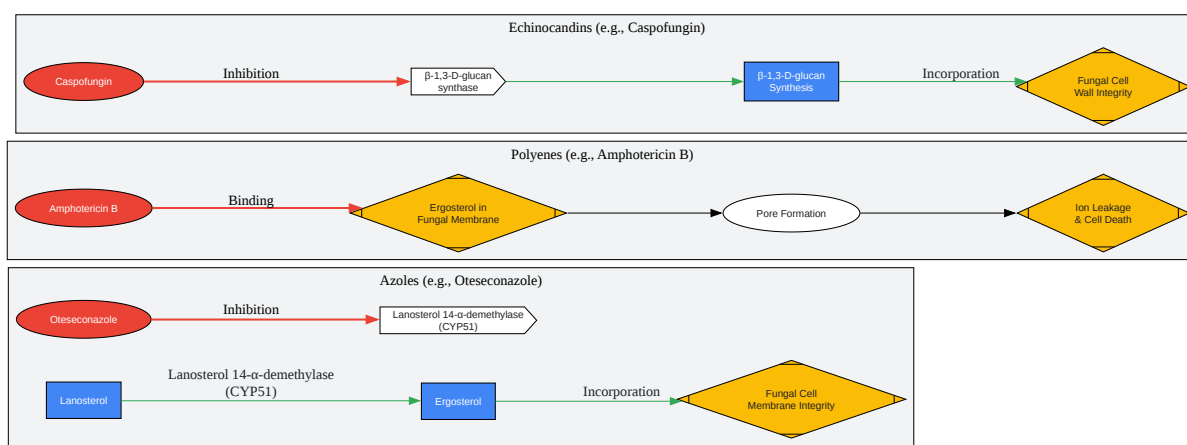 Echinocandins (e.g., Caspofungin)
Caspofungin
Inhibition
β-1,3-D-glucan
synthase
β-1,3-D-glucan
Synthesis
Incorporation
Fungal Cell
Wall Integrity
Polyenes (e.g., Amphotericin B)
Amphotericin B
Binding
Ergosterol in
Fungal Membrane
Pore Formation
Ion Leakage
& Cell Death
Azoles (e.g., Oteseconazole)
Oteseconazole
Inhibition
Lanosterol 14-α-demethylase
(CYP51)
Lanosterol
Lanosterol 14-α-demethylase
(CYP51)
Ergosterol
Incorporation
Fungal Cell
Membrane Integrity